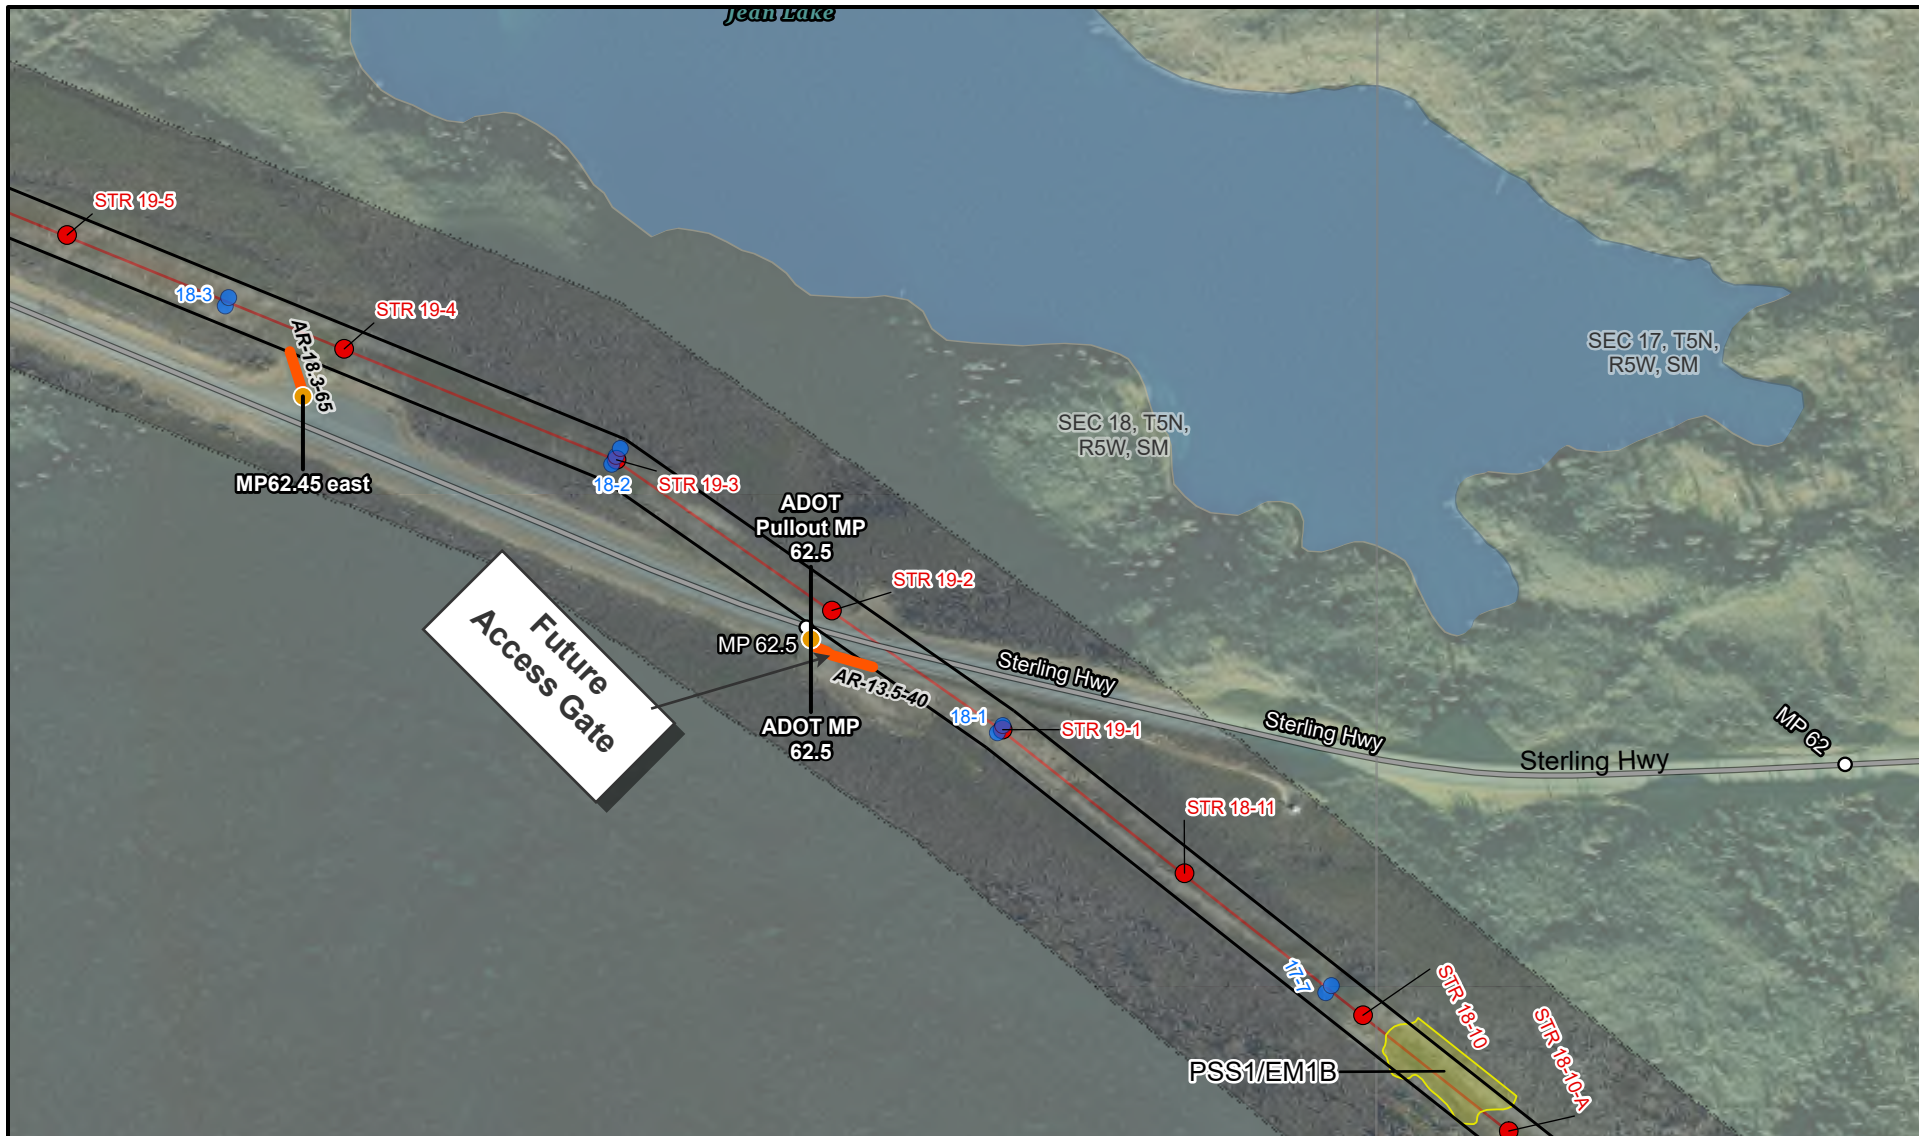 Jean Lake
STR 19-5
18-3
STR 19-4
AR-18.3-65
MP62.45 east
18-2
STR 19-3
ADOT
Pullout MP
62.5
STR 19-2
SEC 18, T5N,
R5W, SM
SEC 17, T5N,
R5W, SM
Future
Access Gate
MP 62.5
AR-13.5-40
ADOT MP
62.5
Sterling Hwy
18-1
STR 19-1
Sterling Hwy
Sterling Hwy
MP 62
STR 18-11
17-7
STR 18-10
STR 18-10-A
PSS1/EM1B